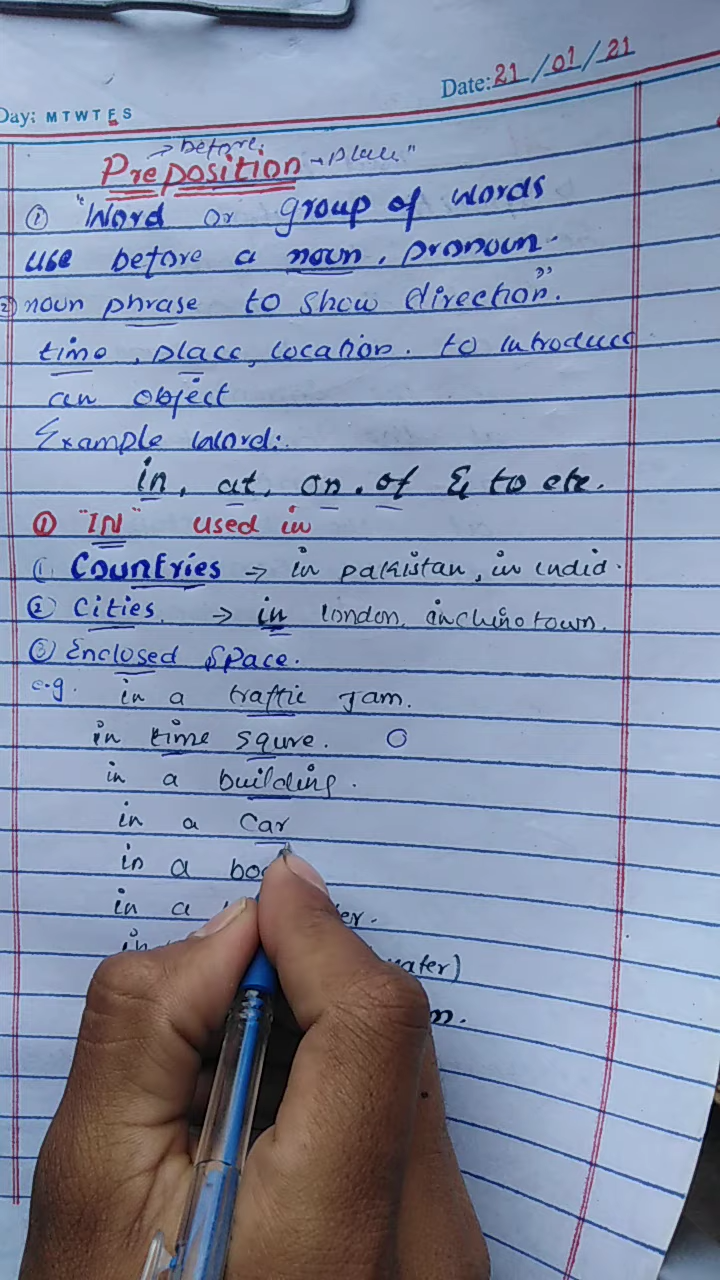 Date: 21/01/21
Day: M T W T F S
→ before
Preposition → place"
① "Word or group of words
use before a noun, pronoun.
② noun phrase to show direction".
time, place, location. to introduce
an object
Example word:.
in, at, on. of & to etc.
① "IN" used in
① Countries → in pakistan, in india.
② Cities. → in london, in chinotown.
③ Enclosed Space.
e.g. in a traffic jam.
in time squre. O
in a building.
in a Car
in a
in a
in water)